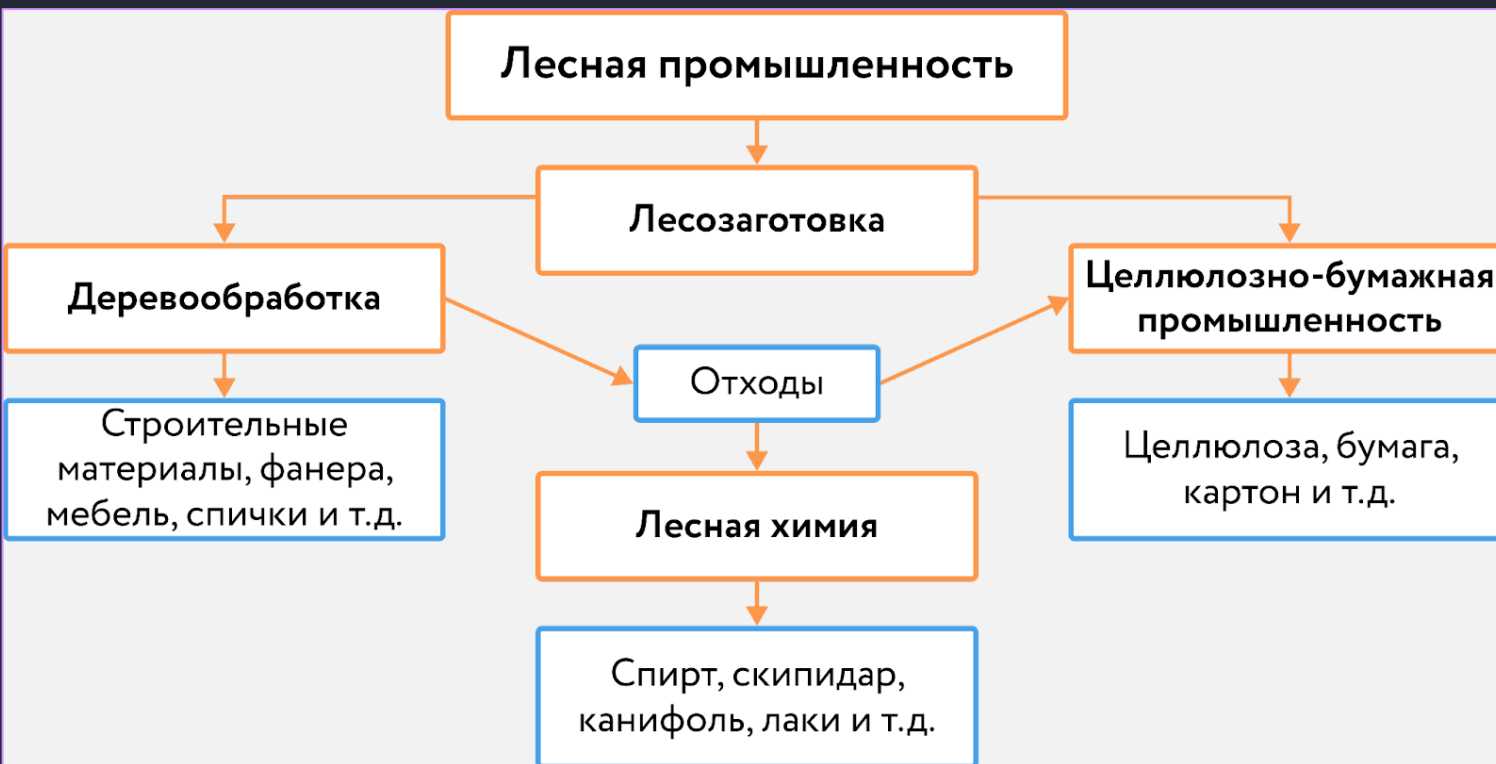 Лесная промышленность
Лесозаготовка
Деревообработка
Целлюлозно-бумажная
промышленность
Отходы
Строительные
материалы, фанера,
мебель, спички и т.д.
Целлюлоза, бумага,
картон и т.д.
Лесная химия
Спирт, скипидар,
канифоль, лаки и т.д.